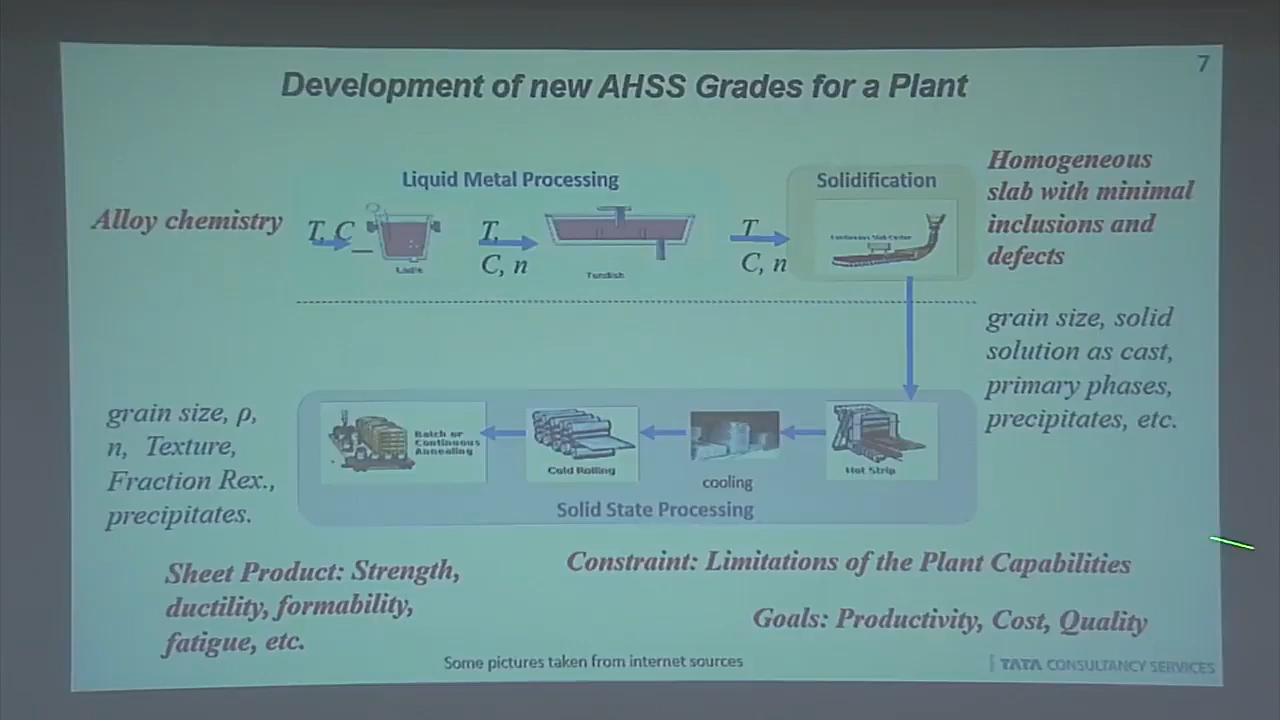 7
Development of new AHSS Grades for a Plant
Liquid Metal Processing
Solidification
Alloy chemistry
T, C
T,
C, n
T
C, n
Ladle
Tundish
Continuous Slab Caster
Homogeneous
slab with minimal
inclusions and
defects
grain size, solid
solution as cast,
primary phases,
precipitates, etc.
grain size, ρ,
n, Texture,
Fraction Rex.,
precipitates.
Batch or
Continuous
Annealing
Cold Rolling
cooling
Hot Strip
Solid State Processing
Sheet Product: Strength,
ductility, formability,
fatigue, etc.
Constraint: Limitations of the Plant Capabilities
Goals: Productivity, Cost, Quality
Some pictures taken from internet sources
TATA CONSULTANCY SERVICES